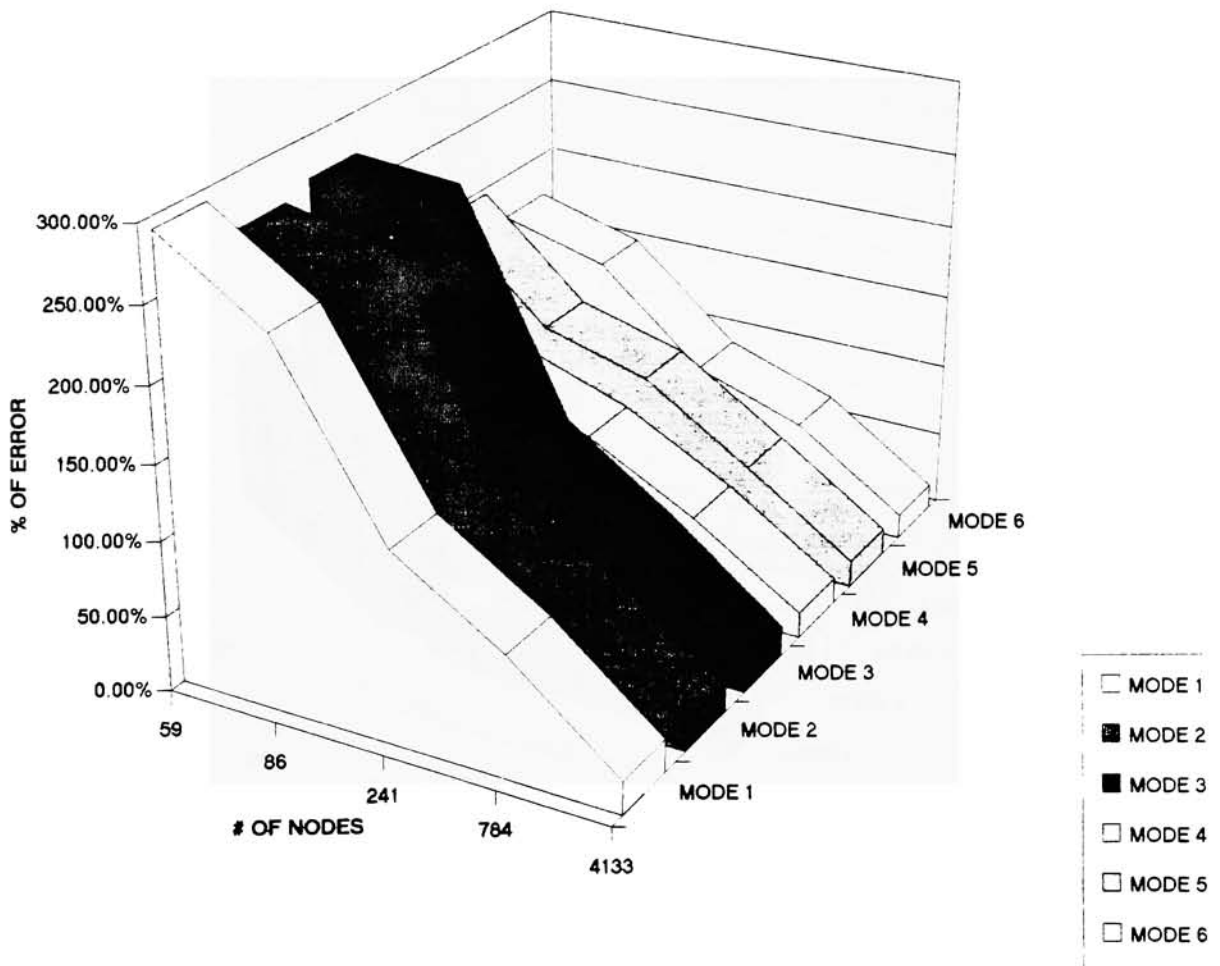 300.00%
250.00%
200.00%
150.00%
100.00%
50.00%
0.00%
% OF ERROR
59
86
241
784
4133
# OF NODES
MODE 6
MODE 5
MODE 4
MODE 3
MODE 2
MODE 1
MODE 1
MODE 2
MODE 3
MODE 4
MODE 5
MODE 6